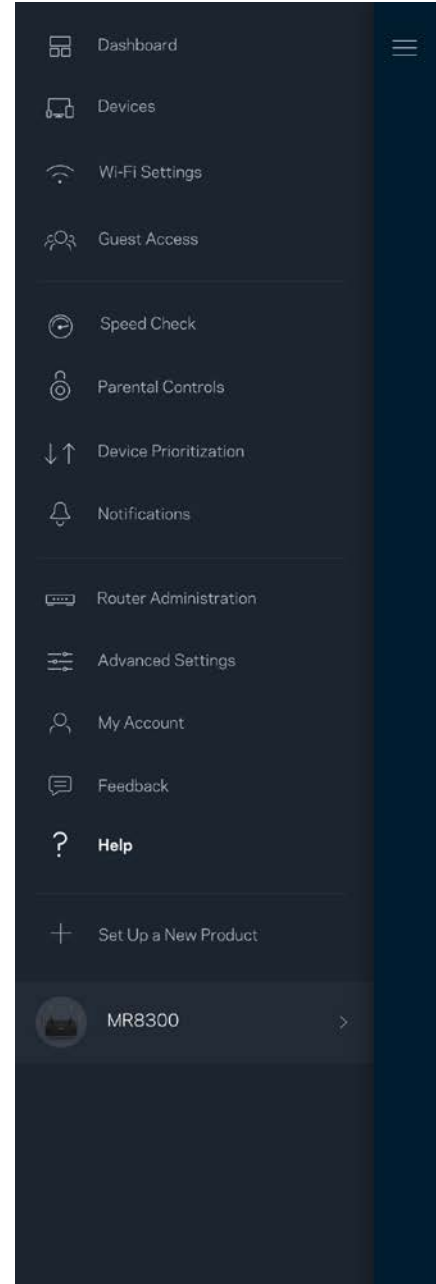 Dashboard
Devices
Wi-Fi Settings
Guest Access
Speed Check
Parental Controls
Device Prioritization
Notifications
Router Administration
Advanced Settings
My Account
Feedback
Help
Set Up a New Product
MR8300